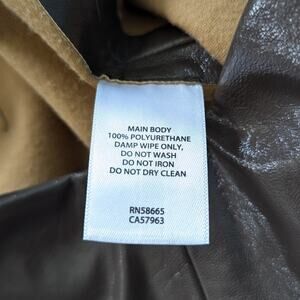 MAIN BODY
100% POLYURETHANE
DAMP WIPE ONLY,
DO NOT WASH
DO NOT IRON
DO NOT DRY CLEAN
RN58665
CA57963